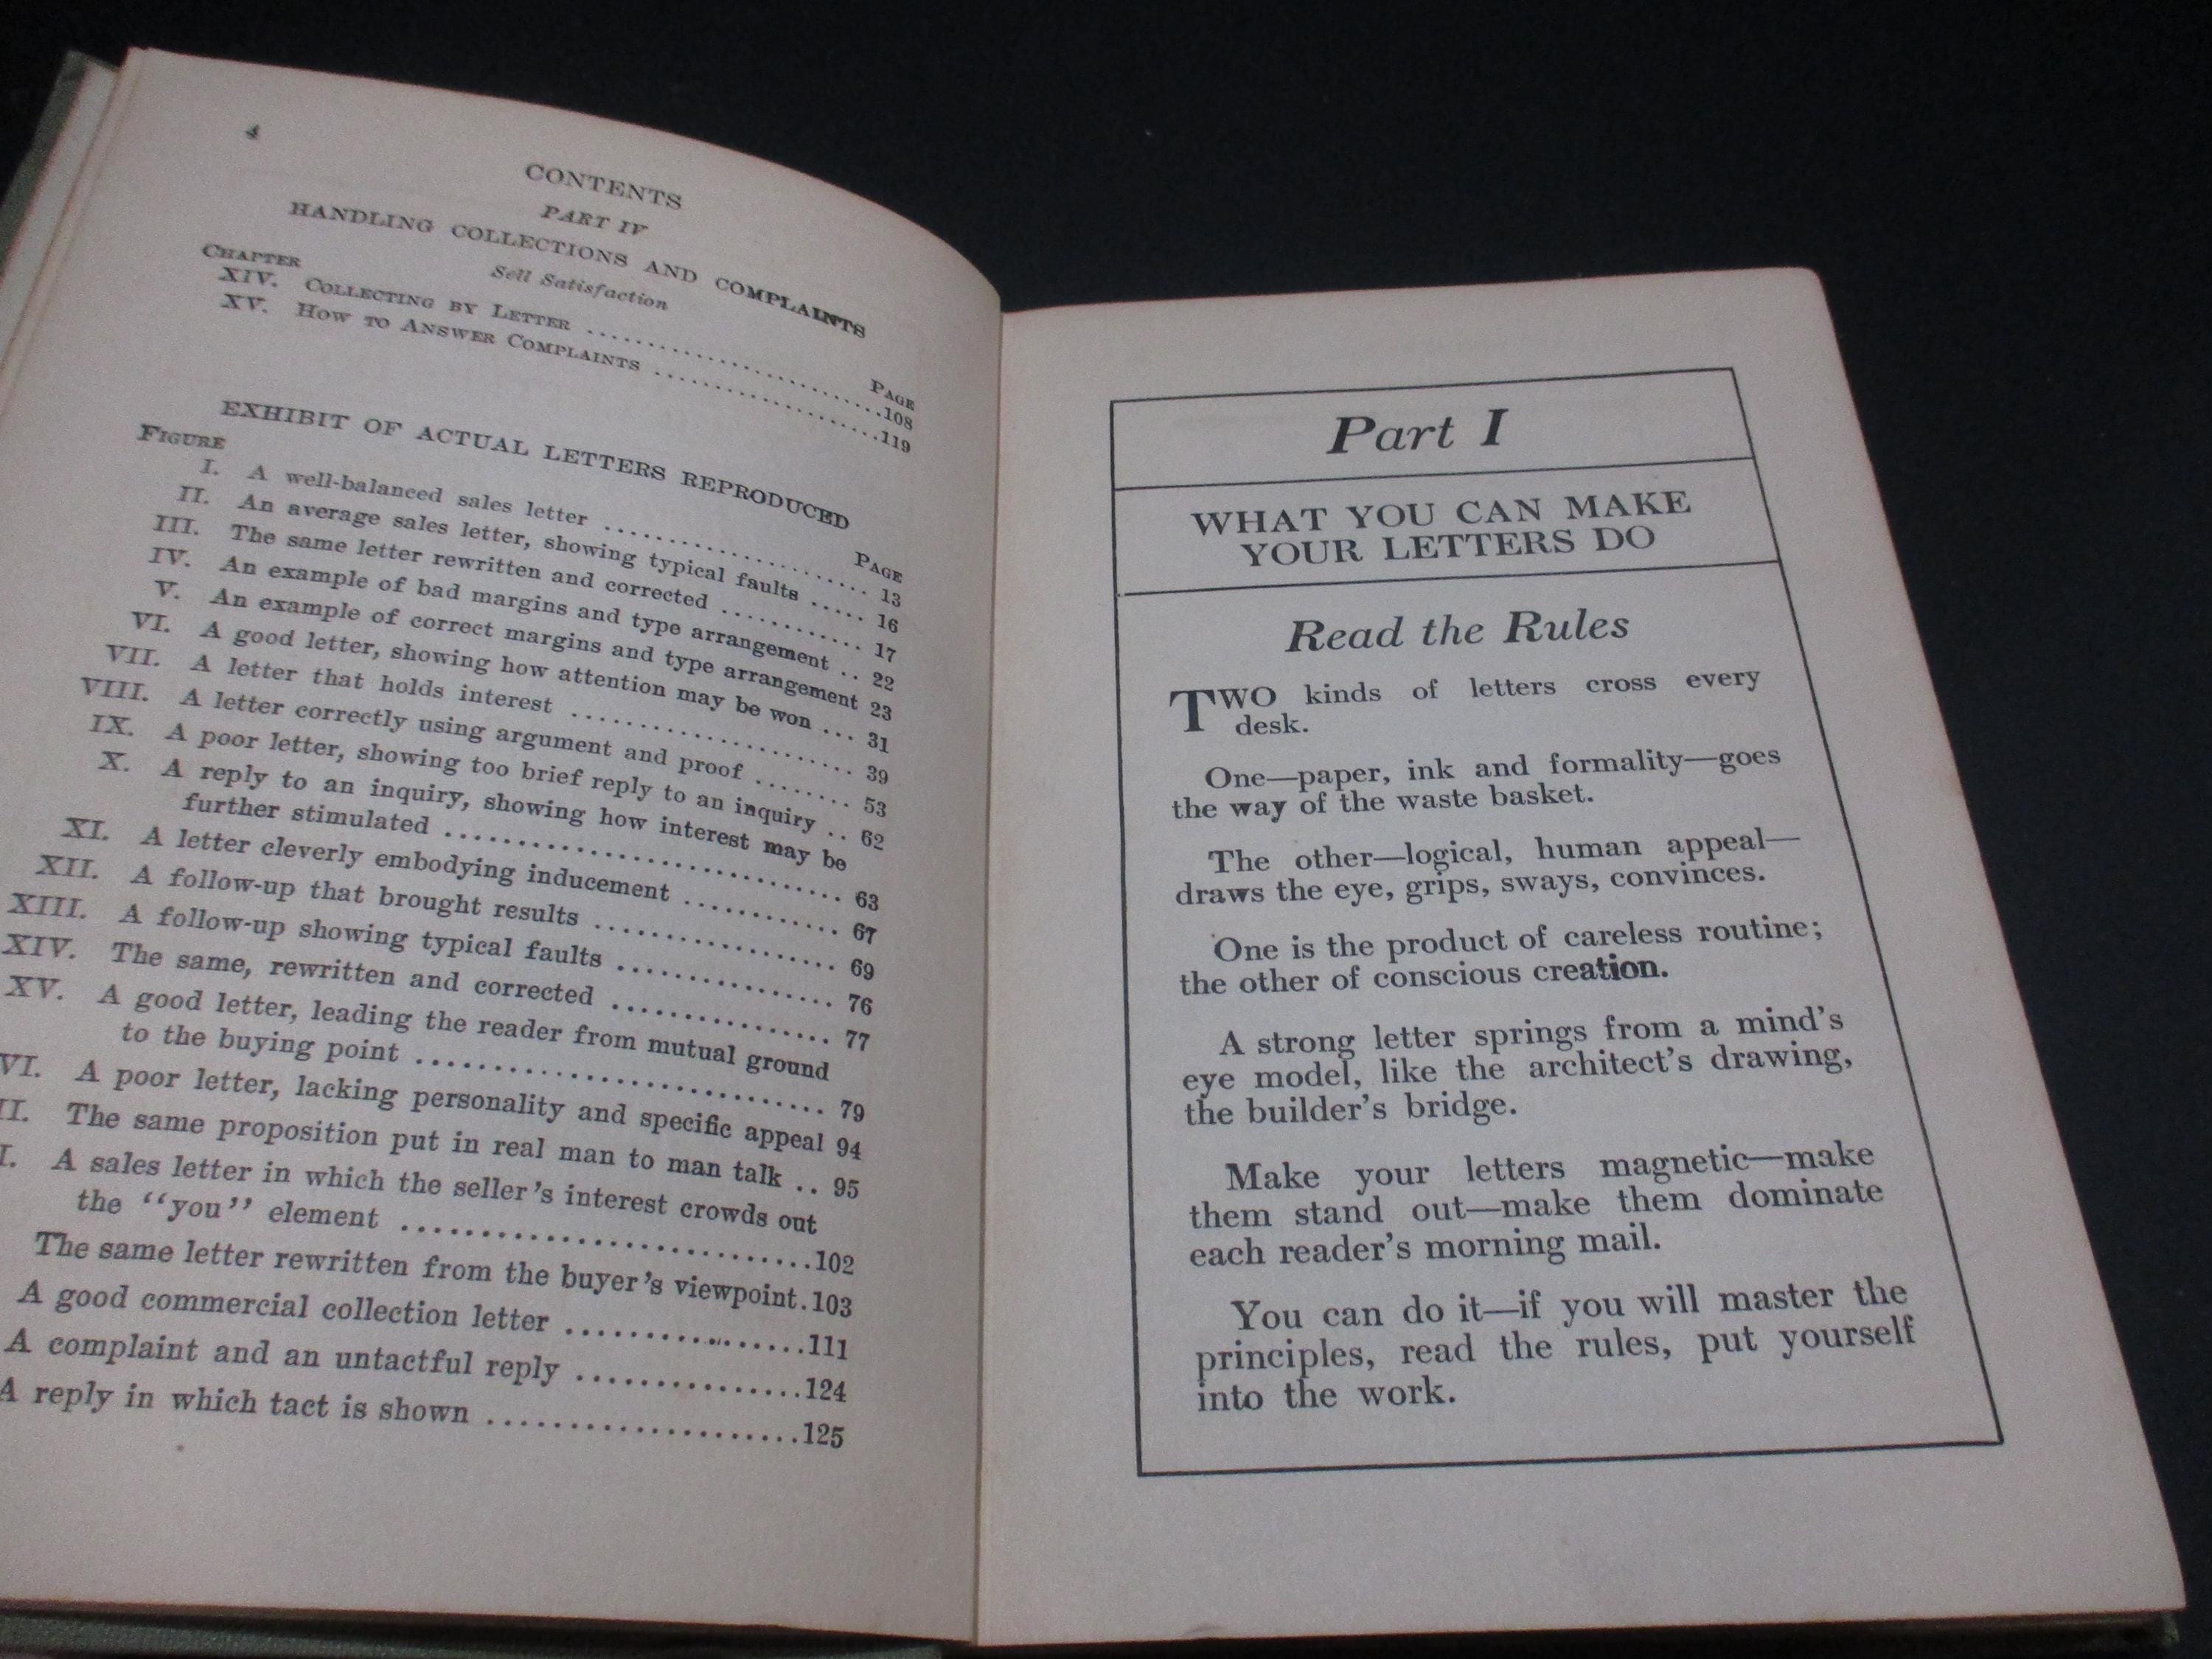 4
CONTENTS
PART IV
HANDLING COLLECTIONS AND COMPLAINTS
Sell Satisfaction
CHAPTER PAGE
XIV. COLLECTING BY LETTER ..............................108
XV. HOW TO ANSWER COMPLAINTS ......................119
EXHIBIT OF ACTUAL LETTERS REPRODUCED
FIGURE PAGE
I. A well-balanced sales letter ........................ 13
II. An average sales letter, showing typical faults ..... 16
III. The same letter rewritten and corrected ............ 17
IV. An example of bad margins and type arrangement .. 22
V. An example of correct margins and type arrangement 23
VI. A good letter, showing how attention may be won ... 31
VII. A letter that holds interest ........................ 39
VIII. A letter correctly using argument and proof ........ 53
IX. A poor letter, showing too brief reply to an inquiry .. 62
X. A reply to an inquiry, showing how interest may be
further stimulated .................................. 63
XI. A letter cleverly embodying inducement ............. 67
XII. A follow-up that brought results .................... 69
XIII. A follow-up showing typical faults ................. 76
XIV. The same, rewritten and corrected ................. 77
XV. A good letter, leading the reader from mutual ground
to the buying point .................................. 79
VI. A poor letter, lacking personality and specific appeal 94
II. The same proposition put in real man to man talk .. 95
I. A sales letter in which the seller's interest crowds out
the "you" element .............................102
The same letter rewritten from the buyer's viewpoint.103
A good commercial collection letter ..................111
A complaint and an untactful reply .................124
A reply in which tact is shown ......................125
Part I
WHAT YOU CAN MAKE
YOUR LETTERS DO
Read the Rules
TWO kinds of letters cross every
desk.
One—paper, ink and formality—goes
the way of the waste basket.
The other—logical, human appeal—
draws the eye, grips, sways, convinces.
One is the product of careless routine;
the other of conscious creation.
A strong letter springs from a mind's
eye model, like the architect's drawing,
the builder's bridge.
Make your letters magnetic—make
them stand out—make them dominate
each reader's morning mail.
You can do it—if you will master the
principles, read the rules, put yourself
into the work.